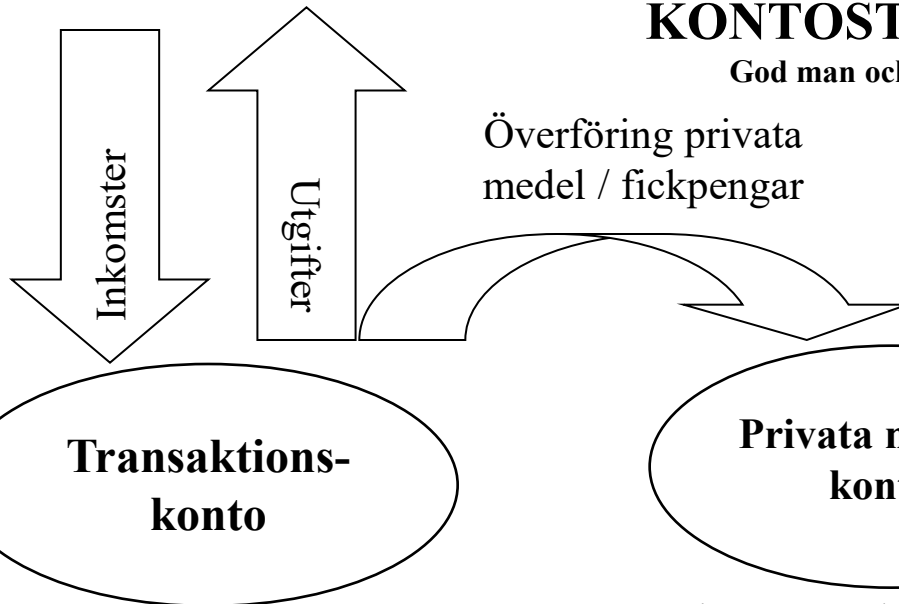 KONTOST
God man och
Överföring privata
medel / fickpengar
Inkomster
Utgifter
Transaktions-
konto
Privata
kont